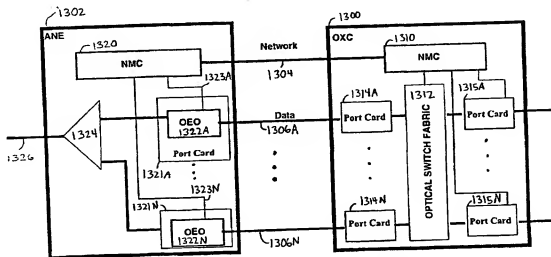 1302
ANE
1320
NMC
1323A
OEO
1322A
Port Card
1321A
1323N
1321N
OEO
1322N
1324
1326
Network
1304
Data
1306A
1306N
1300
OXC
1310
NMC
1314A
Port Card
1312
OPTICAL SWITCH FABRIC
1315A
Port Card
1314N
Port Card
1315N
Port Card